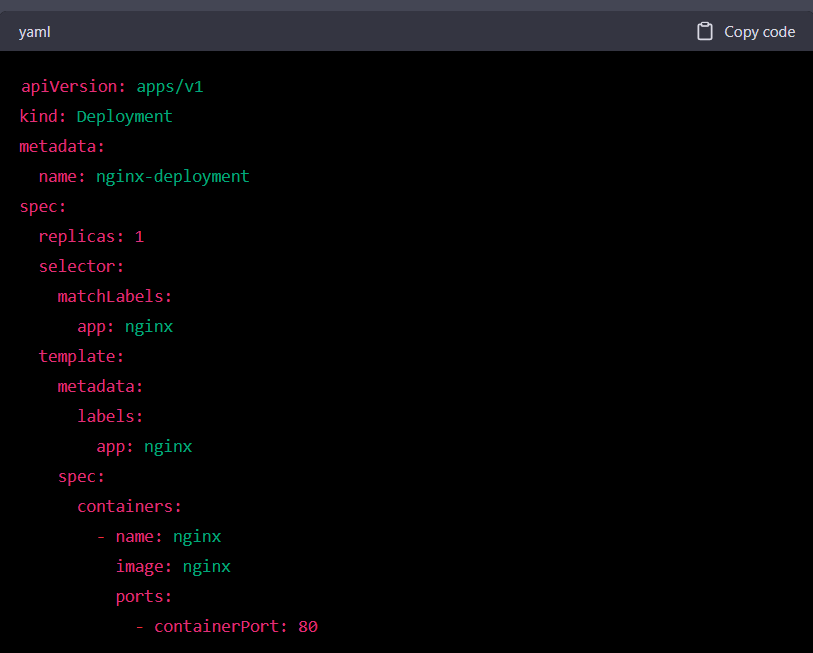 yaml
Copy code
apiVersion: apps/v1
kind: Deployment
metadata:
  name: nginx-deployment
spec:
  replicas: 1
  selector:
    matchLabels:
      app: nginx
  template:
    metadata:
      labels:
        app: nginx
    spec:
      containers:
        - name: nginx
          image: nginx
          ports:
            - containerPort: 80